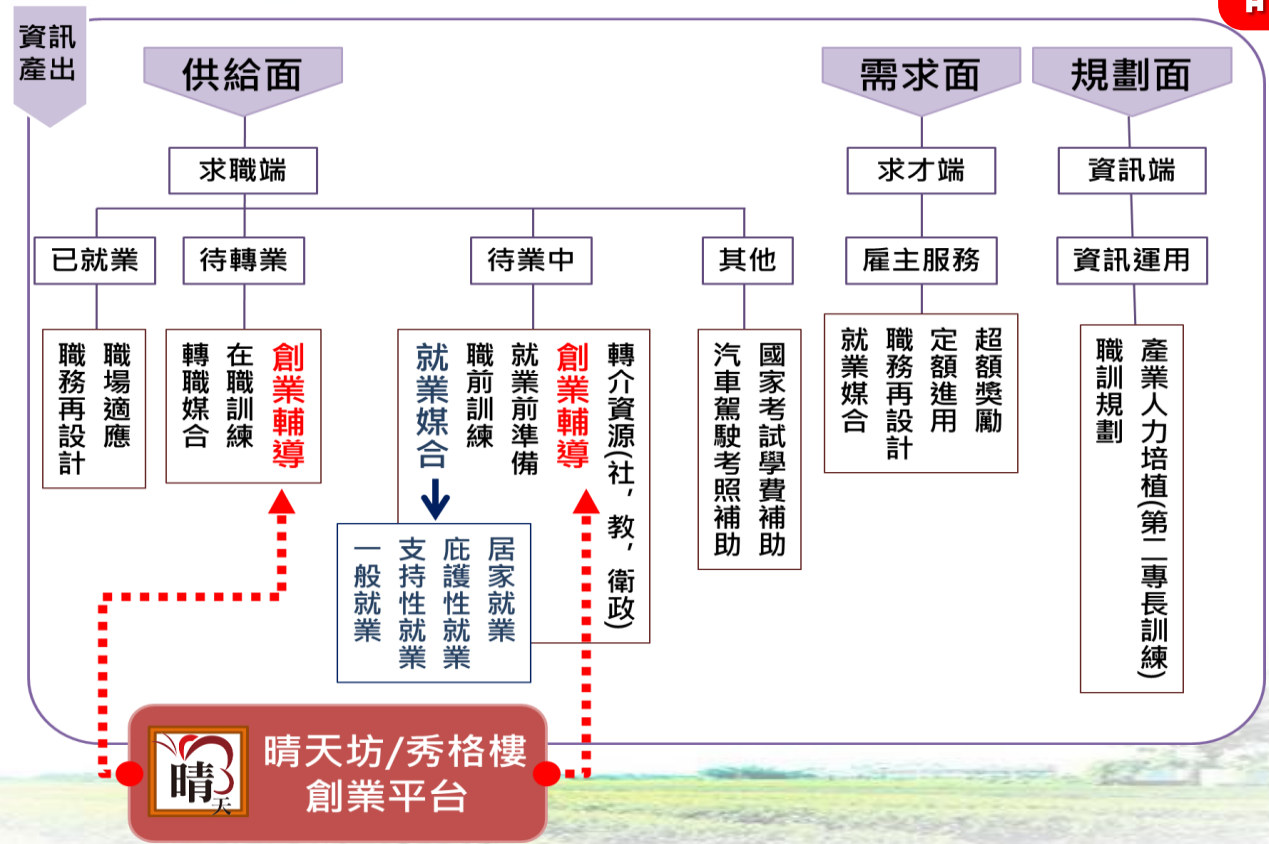 資訊
產出
供給面
需求面
規劃面
求職端
求才端
資訊端
已就業
待轉業
待業中
其他
雇主服務
資訊運用
職務再設計
職場適應
轉職媒合
在職訓練
創業輔導
就業媒合
職前訓練
就業前準備
創業輔導
轉介資源(社，教，衛政)
汽車駕駛考照補助
國家考試學費補助
就業媒合
職務再設計
定額進用
超額獎勵
職訓規劃
產業人力培植(第二專長訓練)
一般就業
支持性就業
庇護性就業
居家就業
晴天
晴天坊/秀格樓
創業平台